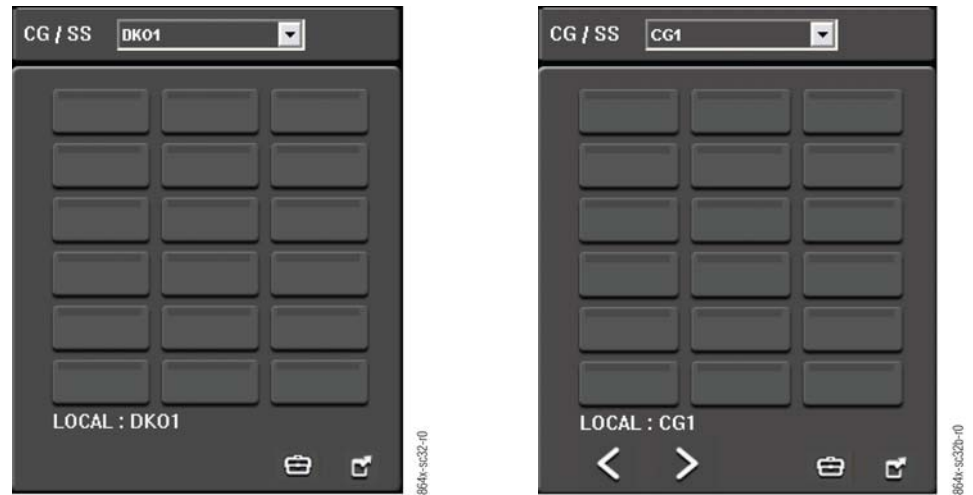 CG / SS DKO1
LOCAL : DKO1
864x-sc32-r0
CG / SS CG1
LOCAL : CG1
864x-sc32b-r0